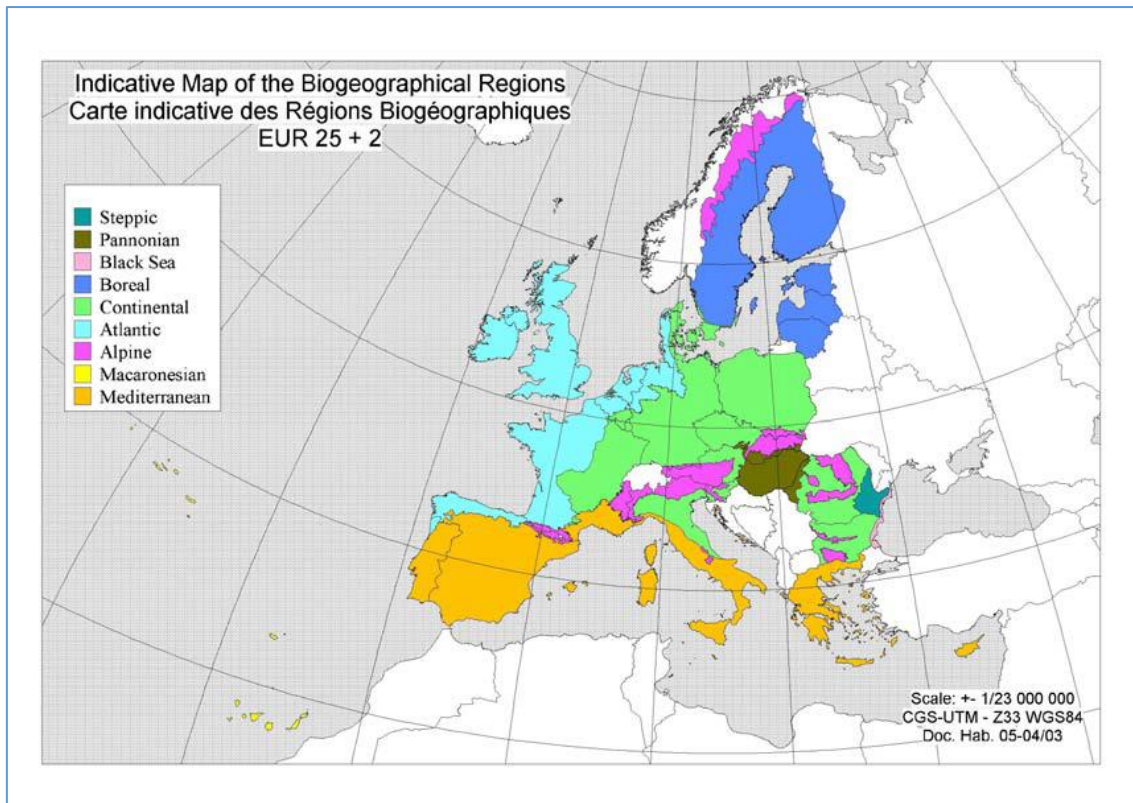 Indicative Map of the Biogeographical Regions
Carte indicative des Régions Biogéographiques
EUR 25 + 2
Steppic
Pannonian
Black Sea
Boreal
Continental
Atlantic
Alpine
Macaronesian
Mediterranean
Scale: +- 1/23 000 000
CGS-UTM - Z33 WGS84
Doc. Hab. 05-04/03